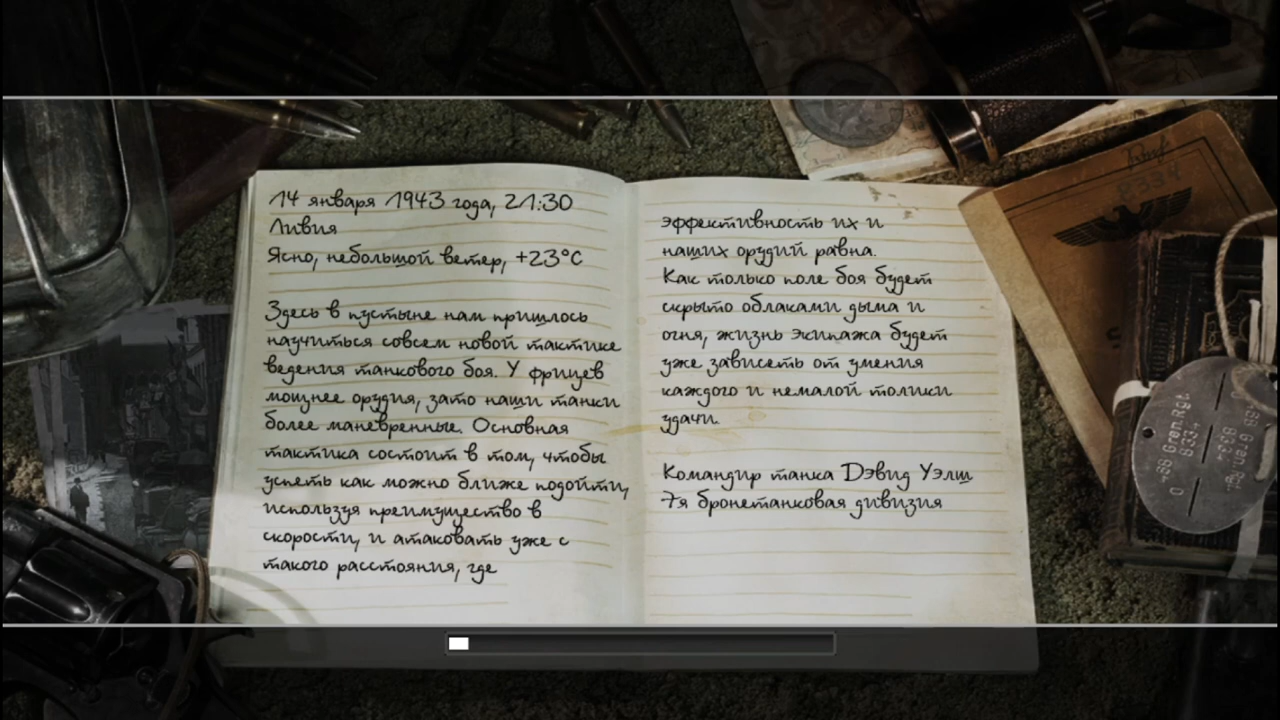 14 января 1943 года, 21:30
Ливия
Ясно, небольшой ветер, +23°С
Здесь в пустыне нам пришлось
научиться совсем новой тактике
ведения танкового боя. У фрицев
мощнее орудия, зато наши танки
более маневренные. Основная
тактика состоит в том, чтобы
успеть как можно ближе подойти,
используя преимущество в
скорости, и атаковать уже с
такого расстояния, где
эффективность их и
наших орудий равна.
Как только поле боя будет
скрыто облаками дыма и
огня, жизнь экипажа будет
уже зависеть от умения
каждого и немалой толики
удачи.
Командир танка Дэвид Уэлш
7я бронетанковая дивизия